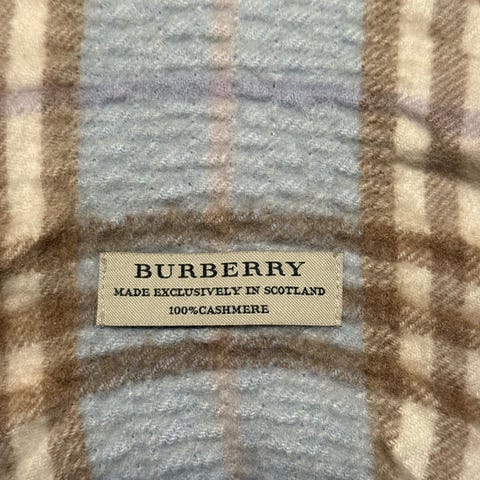 BURBERRY
MADE EXCLUSIVELY IN SCOTLAND
100%CASHMERE